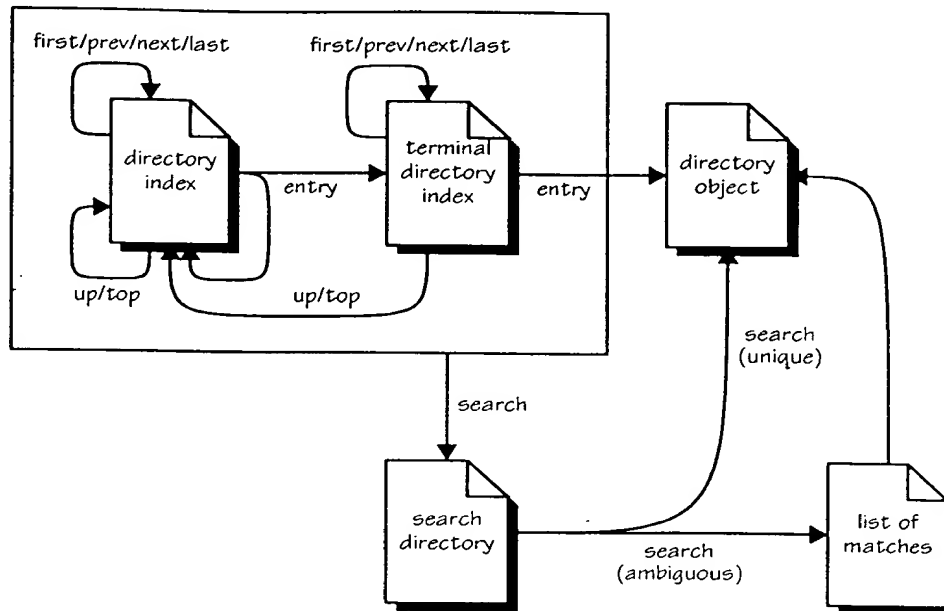 first/prev/next/last
first/prev/next/last
directory
index
entry
terminal
directory
index
entry
directory
object
up/top
up/top
search
(unique)
search
search
directory
search
(ambiguous)
list of
matches